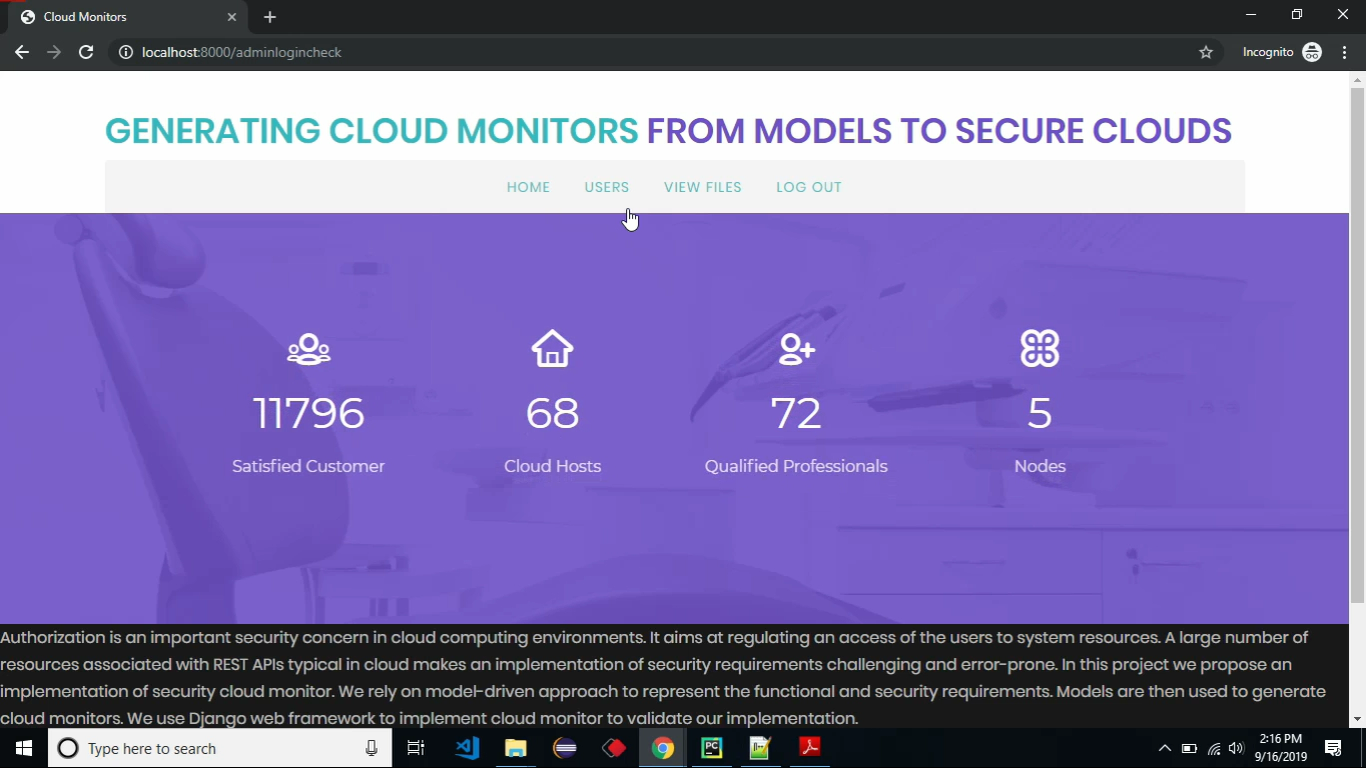 Cloud Monitors
localhost:8000/adminlogincheck
Incognito
GENERATING CLOUD MONITORS FROM MODELS TO SECURE CLOUDS
HOME USERS VIEW FILES LOG OUT
11796 68 72 5
Satisfied Customer Cloud Hosts Qualified Professionals Nodes
Authorization is an important security concern in cloud computing environments. It aims at regulating an access of the users to system resources. A large number of
resources associated with REST APIs typical in cloud makes an implementation of security requirements challenging and error-prone. In this project we propose an
implementation of security cloud monitor. We rely on model-driven approach to represent the functional and security requirements. Models are then used to generate
cloud monitors. We use Django web framework to implement cloud monitor to validate our implementation.
Type here to search
PC
2:16 PM
9/16/2019